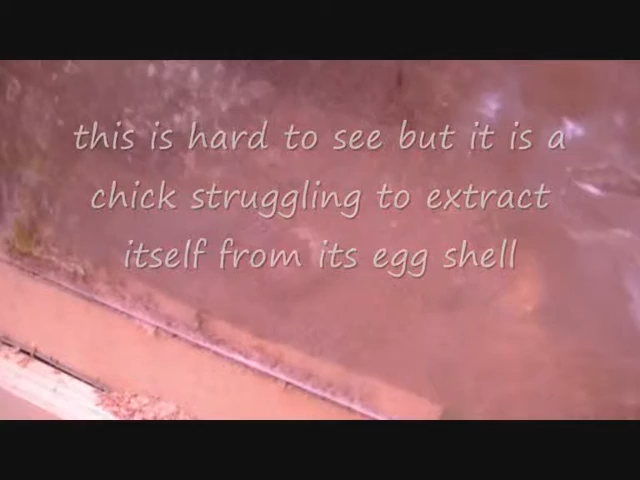 this is hard to see but it is a
chick struggling to extract
itself from its egg shell